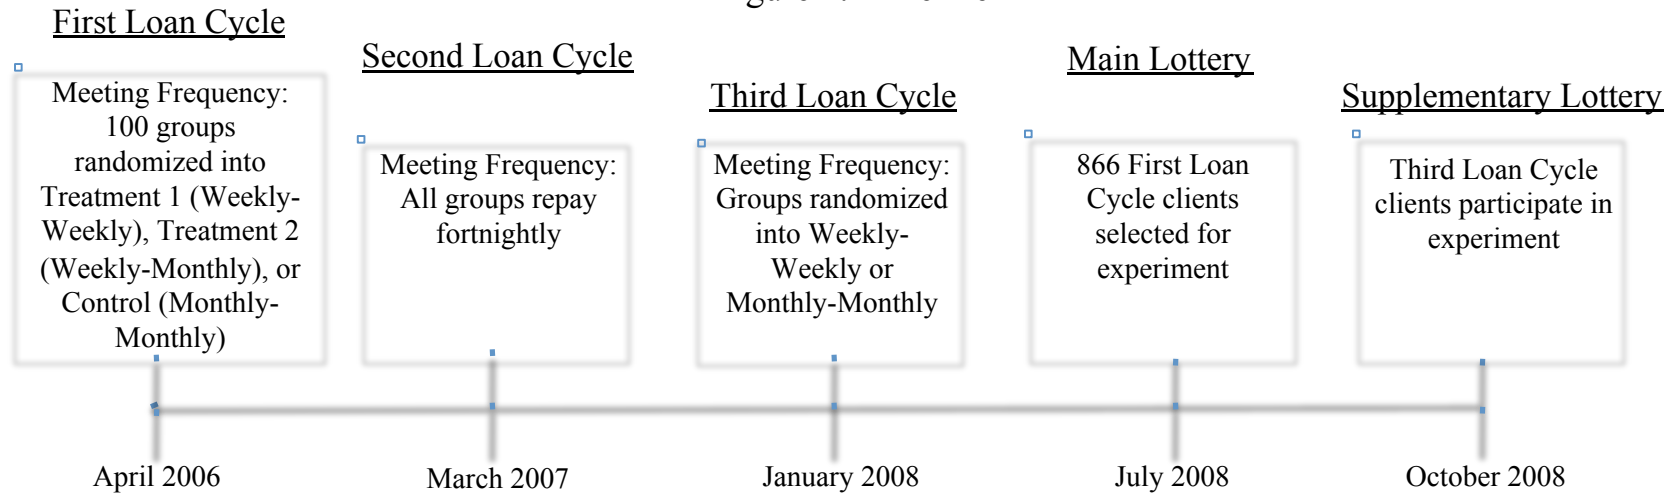 First Loan Cycle
Meeting Frequency:
100 groups
randomized into
Treatment 1 (Weekly-
Weekly), Treatment 2
(Weekly-Monthly), or
Control (Monthly-
Monthly)
April 2006
Second Loan Cycle
Meeting Frequency:
All groups repay
fortnightly
March 2007
Third Loan Cycle
Meeting Frequency:
Groups randomized
into Weekly-
Weekly or
Monthly-Monthly
January 2008
Main Lottery
866 First Loan
Cycle clients
selected for
experiment
July 2008
Supplementary Lottery
Third Loan Cycle
clients participate in
experiment
October 2008